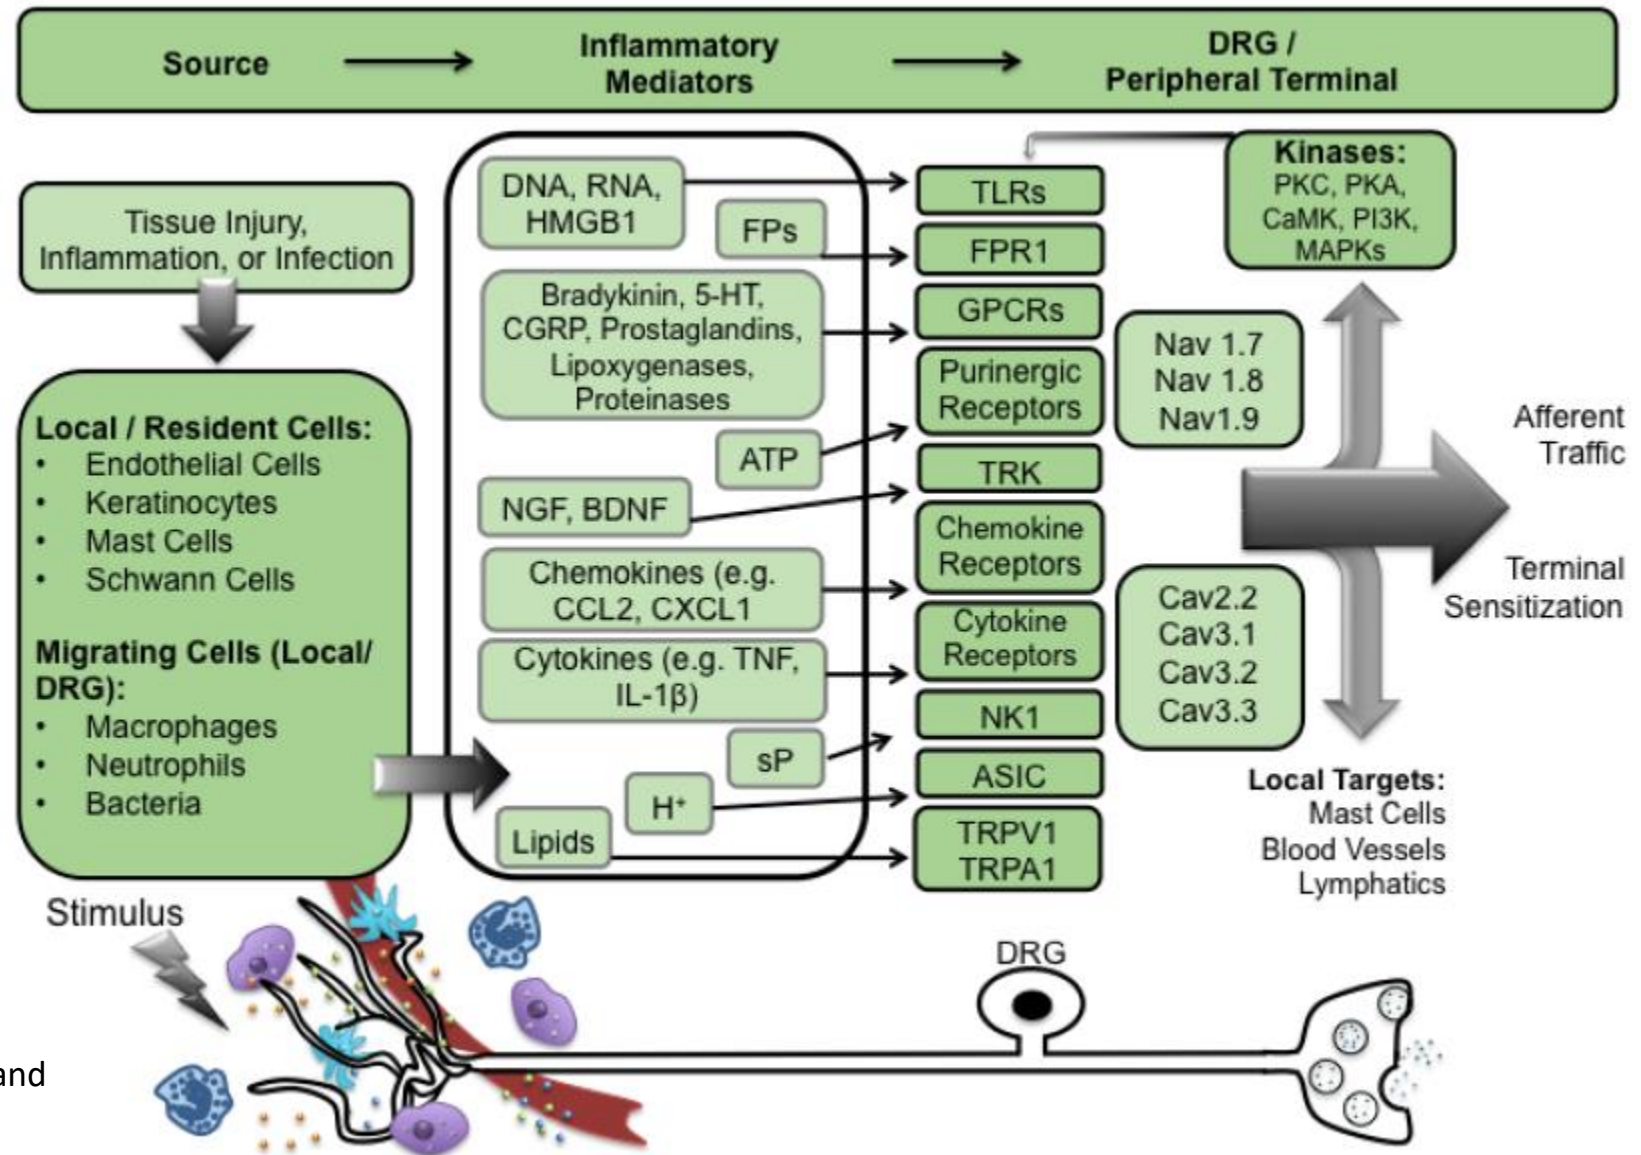 Source
Inflammatory
Mediators
DRG /
Peripheral Terminal
Tissue Injury,
Inflammation, or Infection
Local / Resident Cells:
• Endothelial Cells
• Keratinocytes
• Mast Cells
• Schwann Cells
Migrating Cells (Local/
DRG):
• Macrophages
• Neutrophils
• Bacteria
DNA, RNA,
HMGB1
FPs
Bradykinin, 5-HT,
CGRP, Prostaglandins,
Lipoxygenases,
Proteinases
ATP
NGF, BDNF
Chemokines (e.g.
CCL2, CXCL1
Cytokines (e.g. TNF,
IL-1β)
sP
H⁺
Lipids
TLRs
FPR1
GPCRs
Purinergic
Receptors
TRK
Chemokine
Receptors
Cytokine
Receptors
NK1
ASIC
TRPV1
TRPA1
Kinases:
PKC, PKA,
CaMK, PI3K,
MAPKs
Nav 1.7
Nav 1.8
Nav1.9
Cav2.2
Cav3.1
Cav3.2
Cav3.3
Afferent
Traffic
Terminal
Sensitization
Local Targets:
Mast Cells
Blood Vessels
Lymphatics
Stimulus
DRG
and